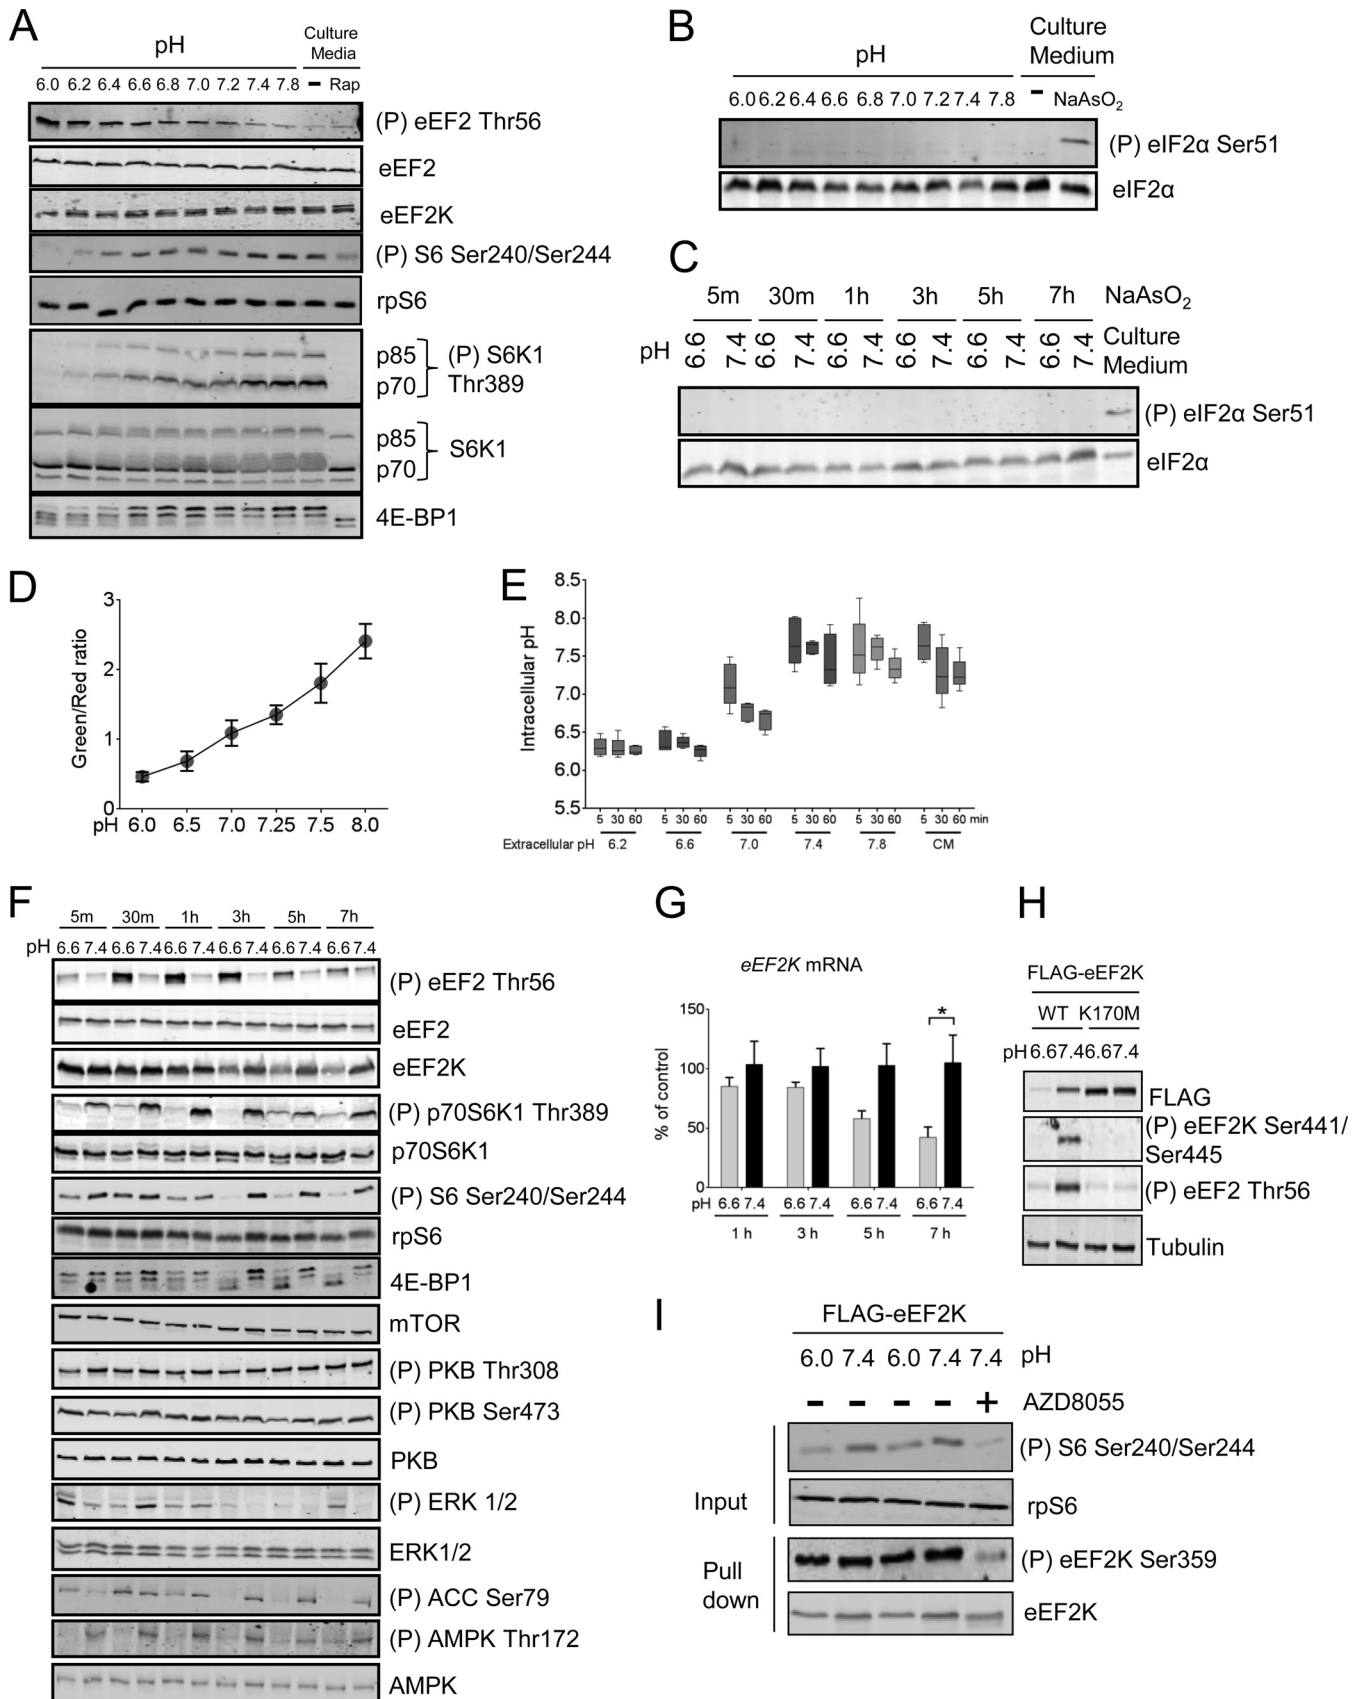 A
pH
Culture
Media
6.0 6.2 6.4 6.6 6.8 7.0 7.2 7.4 7.8 - Rap
(P) eEF2 Thr56
eEF2
eEF2K
(P) S6 Ser240/Ser244
rpS6
p85
p70
(P) S6K1
Thr389
p85
p70
S6K1
4E-BP1
B
pH
Culture
Medium
6.0 6.2 6.4 6.6 6.8 7.0 7.2 7.4 7.8 - NaAsO₂
(P) eIF2α Ser51
eIF2α
C
5m 30m 1h 3h 5h 7h NaAsO₂
pH 6.6 7.4 6.6 7.4 6.6 7.4 6.6 7.4 6.6 7.4 6.6 7.4 Culture
Medium
(P) eIF2α Ser51
eIF2α
D
Green/Red ratio
3
2
1
0
pH 6.0 6.5 7.0 7.25 7.5 8.0
E
Intracellular pH
8.5
8.0
7.5
7.0
6.5
6.0
5.5
5 30 60 5 30 60 5 30 60 5 30 60 5 30 60 5 30 60 min
Extracellular pH 6.2 6.6 7.0 7.4 7.8 CM
F
5m 30m 1h 3h 5h 7h
pH 6.6 7.4 6.6 7.4 6.6 7.4 6.6 7.4 6.6 7.4 6.6 7.4
(P) eEF2 Thr56
eEF2
eEF2K
(P) p70S6K1 Thr389
p70S6K1
(P) S6 Ser240/Ser244
rpS6
4E-BP1
mTOR
(P) PKB Thr308
(P) PKB Ser473
PKB
(P) ERK 1/2
ERK1/2
(P) ACC Ser79
(P) AMPK Thr172
AMPK
G
eEF2K mRNA
% of control
150
100
50
0
*
pH 6.6 7.4 6.6 7.4 6.6 7.4 6.6 7.4
1 h 3 h 5 h 7 h
H
FLAG-eEF2K
WT K170M
pH 6.6 7.4 6.6 7.4
FLAG
(P) eEF2K Ser441/
Ser445
(P) eEF2 Thr56
Tubulin
I
FLAG-eEF2K
6.0 7.4 6.0 7.4 7.4 pH
- - - - + AZD8055
Input
(P) S6 Ser240/Ser244
rpS6
Pull
down
(P) eEF2K Ser359
eEF2K